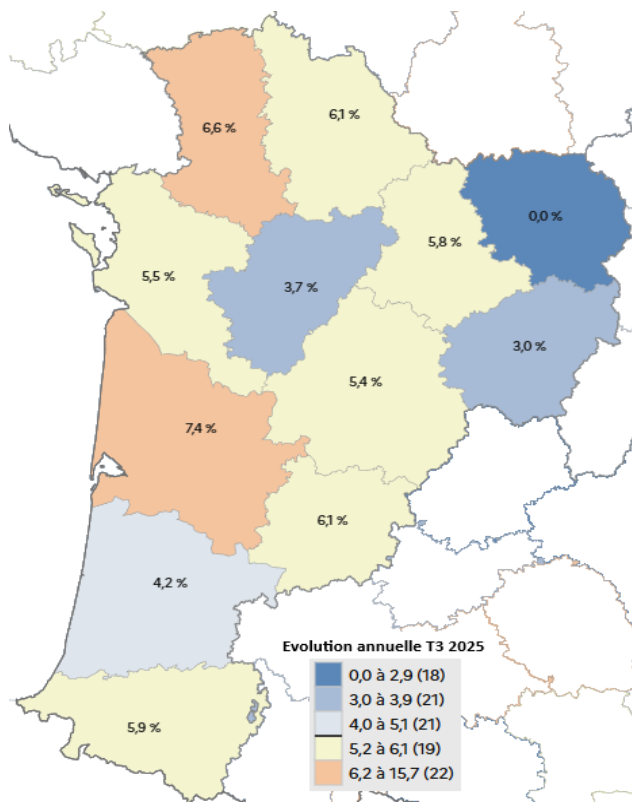 6,6 %
6,1 %
0,0 %
5,8 %
5,5 %
3,7 %
3,0 %
5,4 %
7,4 %
6,1 %
4,2 %
5,9 %
Evolution annuelle T3 2025
0,0 à 2,9 (18)
3,0 à 3,9 (21)
4,0 à 5,1 (21)
5,2 à 6,1 (19)
6,2 à 15,7 (22)